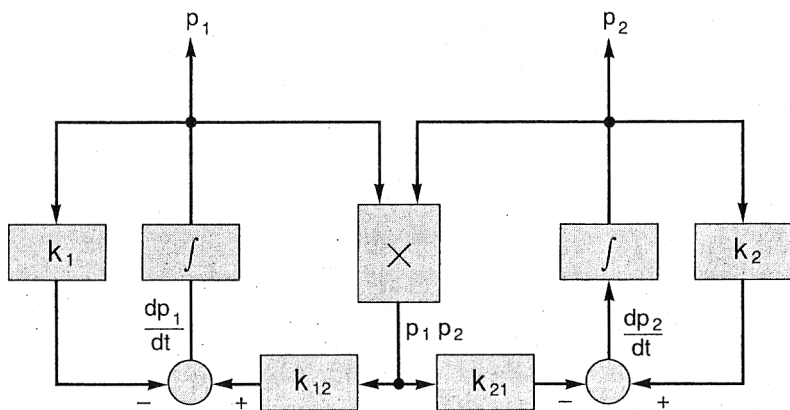 p₁ p₂
k₁ ∫ × ∫ k₂
dp₁/dt p₁ p₂ dp₂/dt
− + k₁₂ k₂₁ − +